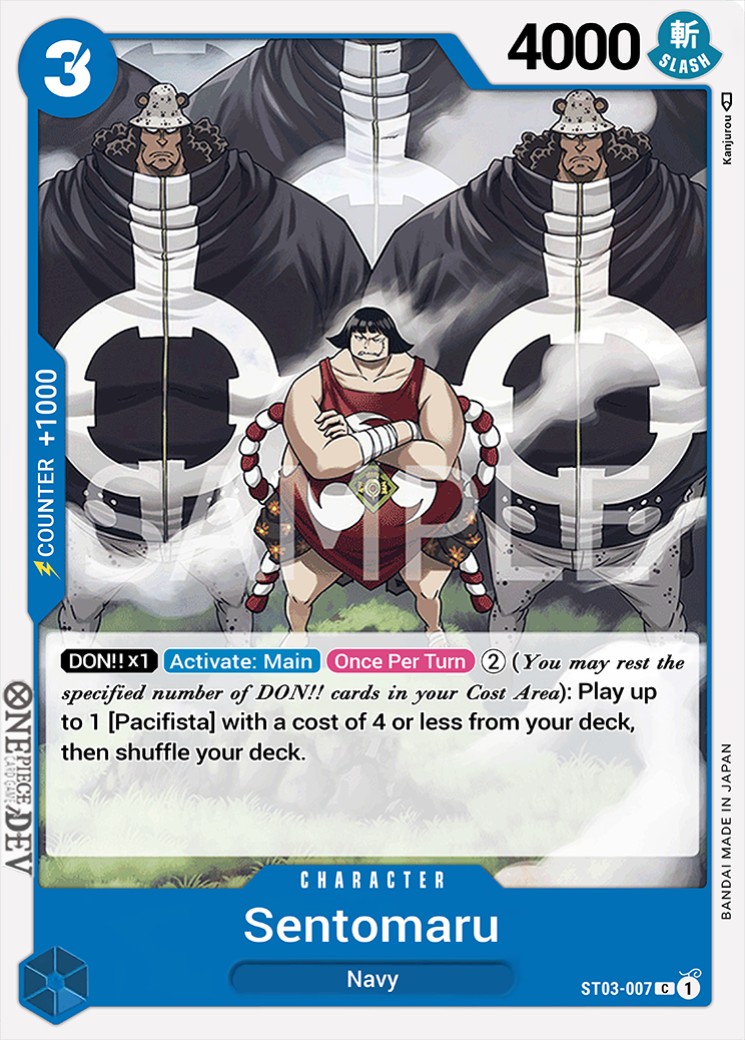 3
4000
斬
SLASH
Kanjurou
COUNTER +1000
SAMPLE
DON!! x1 Activate: Main Once Per Turn ② (You may rest the
specified number of DON!! cards in your Cost Area): Play up
to 1 [Pacifista] with a cost of 4 or less from your deck,
then shuffle your deck.
ONE PIECE
CARD GAME
DEV
BANDAI MADE IN JAPAN
CHARACTER
Sentomaru
Navy
ST03-007 C 1